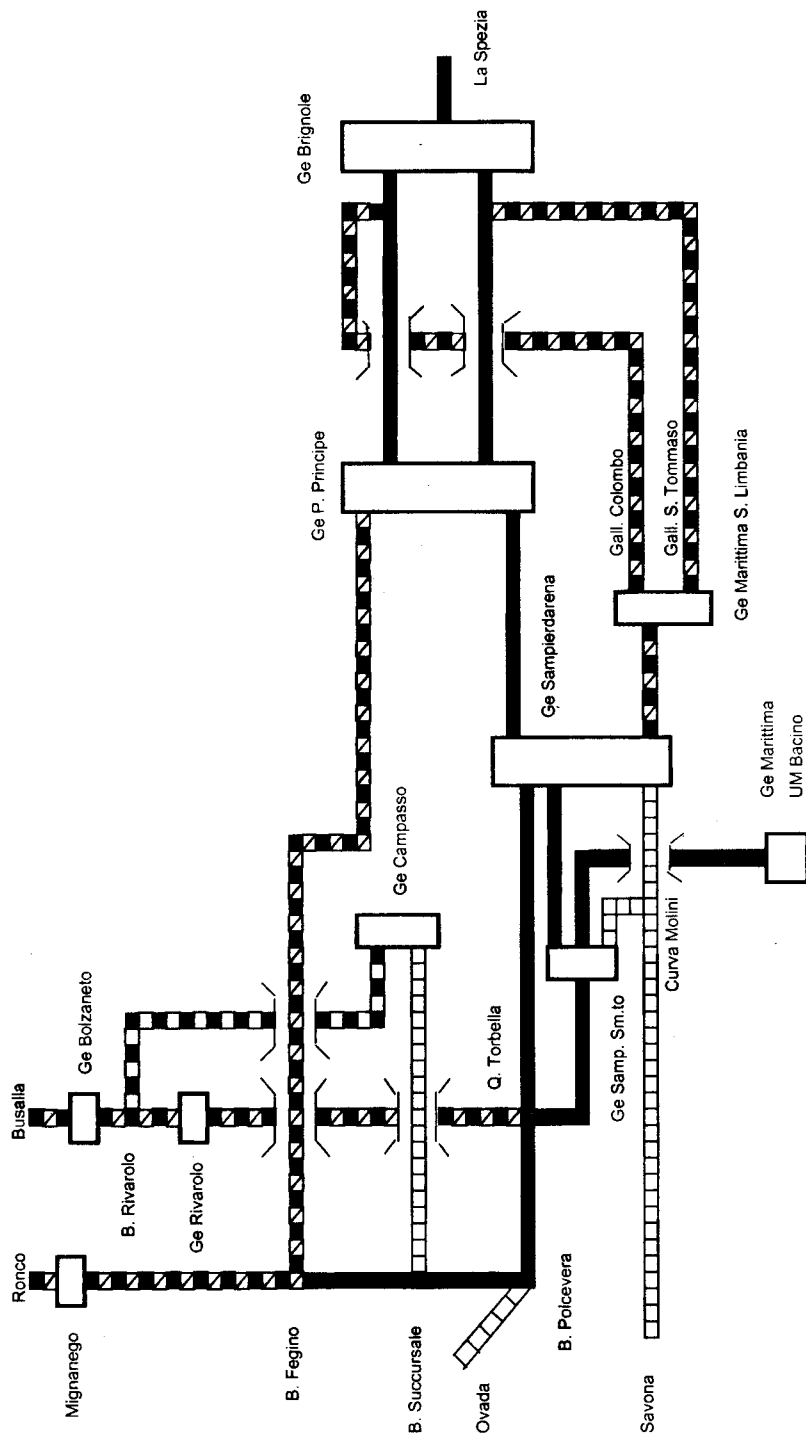 La Spezia
Ge Brignole
Ge P. Principe
Gall. Colombo
Gall. S. Tommaso
Ge Marittima S. Limbania
Ge Sampierdarena
Ge Marittima
UM Bacino
Ge Campasso
Curva Molini
Ge Samp. Sm.to
Q. Torbella
Ge Bolzaneto
Busalla
B. Rivarolo
Ge Rivarolo
Ronco
Mignanego
B. Fegino
B. Succursale
Ovada
B. Polcevera
Savona